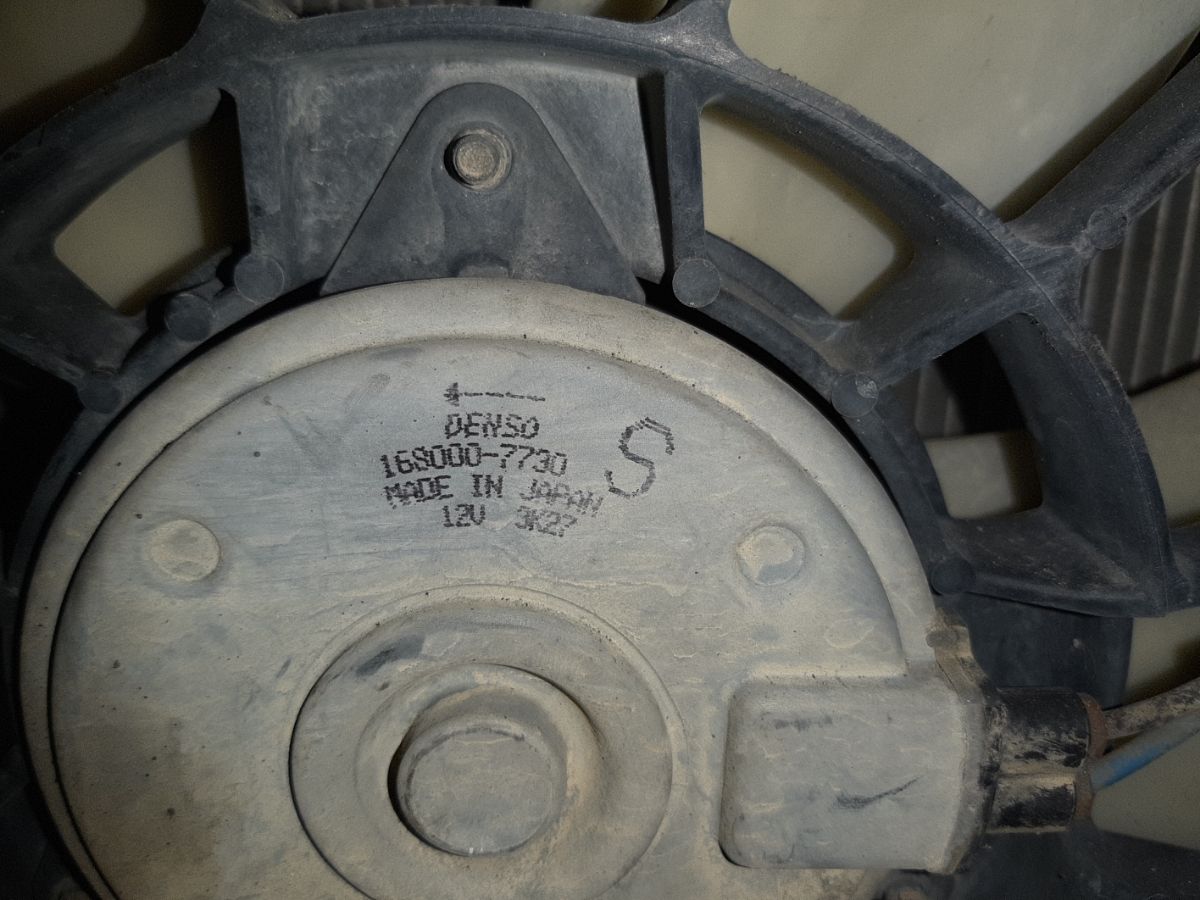 DENSO
168000-7730
MADE IN JAPAN
12V 3K27
S